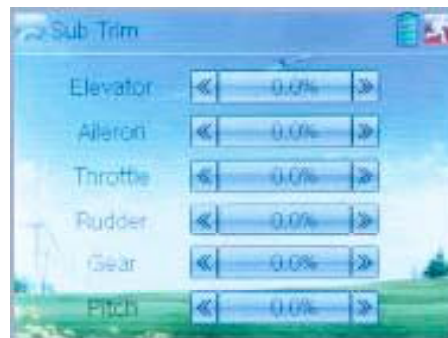 Sub Trim
Elevator << 0.0% >>
Aileron << 0.0% >>
Throttle << 0.0% >>
Rudder << 0.0% >>
Gear << 0.0% >>
Pitch << 0.0% >>